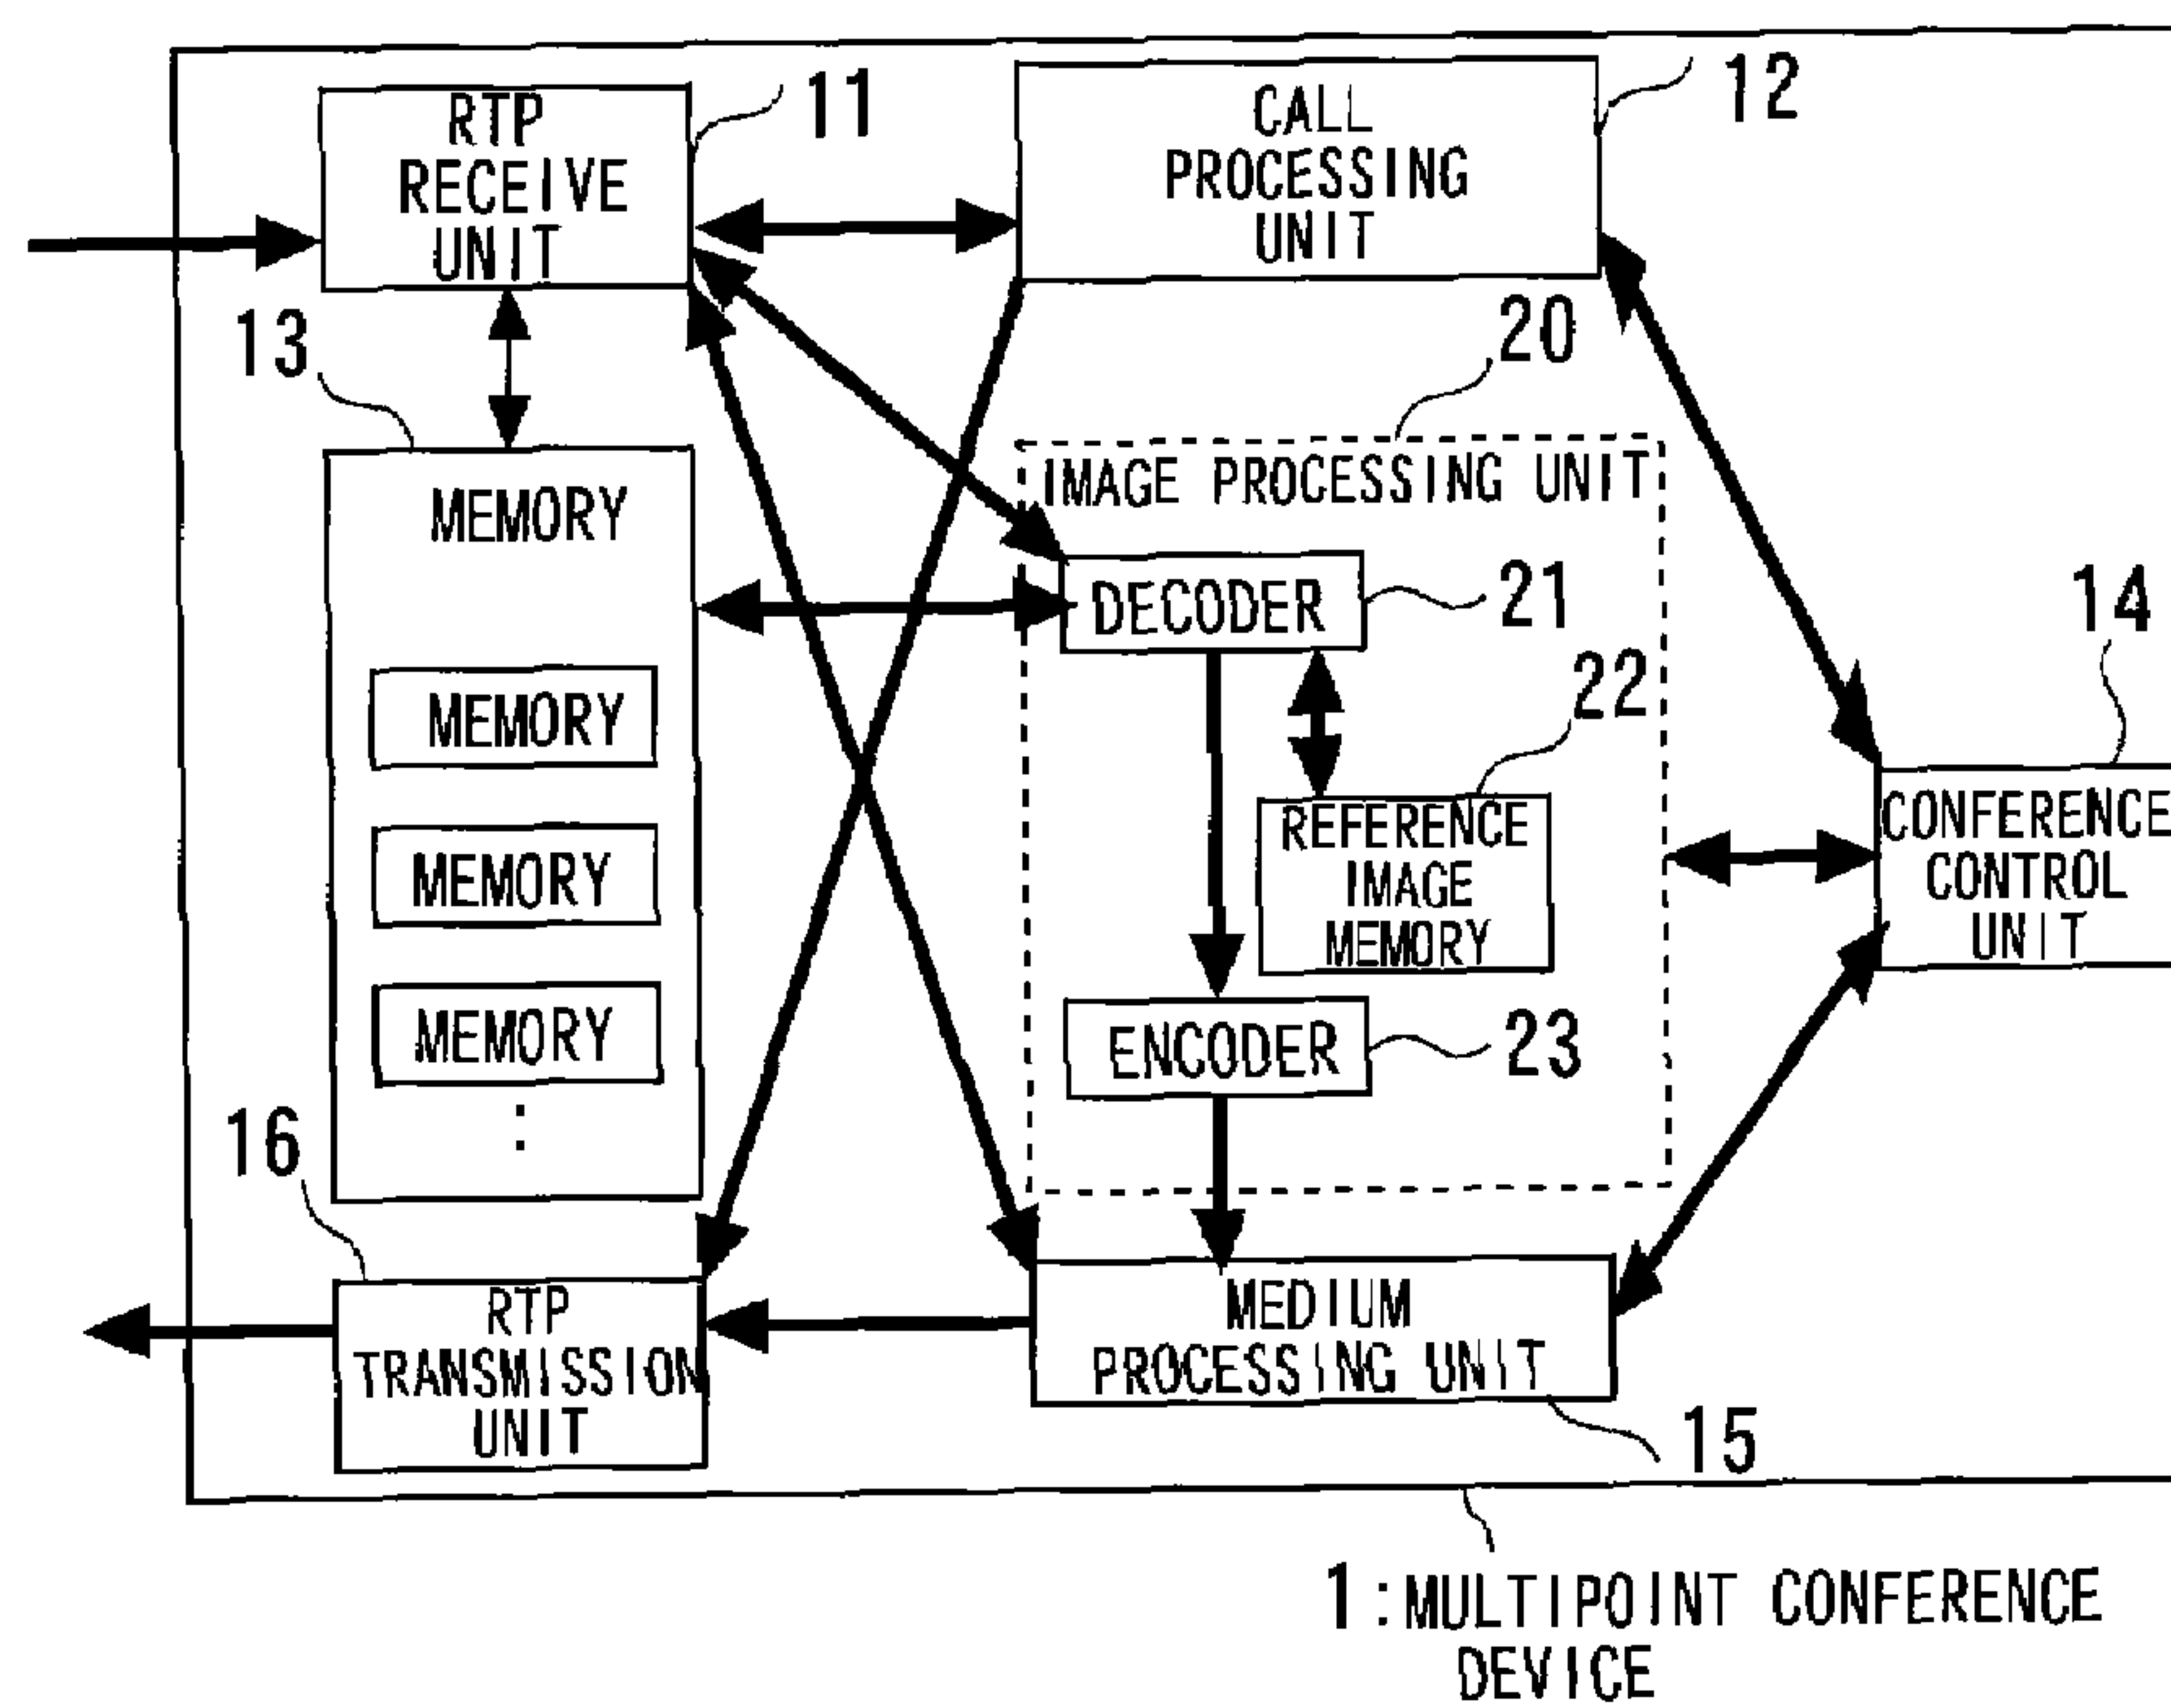 RTP
RECEIVE
UNIT
11
CALL
PROCESSING
UNIT
12
13
20
MEMORY
MEMORY
MEMORY
MEMORY
:
IMAGE PROCESSING UNIT
DECODER
21
22
REFERENCE
IMAGE
MEMORY
ENCODER
23
14
CONFERENCE
CONTROL
UNIT
16
RTP
TRANSMISSION
UNIT
MEDIUM
PROCESSING UNIT
15
1:MULTIPOINT CONFERENCE
DEVICE